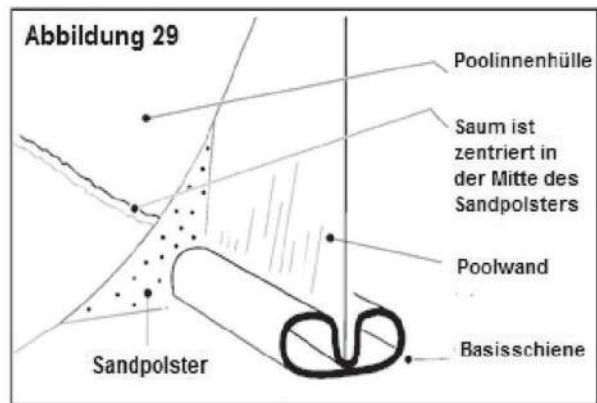 Abbildung 29
Poolinnenhülle
Saum ist
zentriert in
der Mitte des
Sandpolsters
Poolwand
Basisschiene
Sandpolster